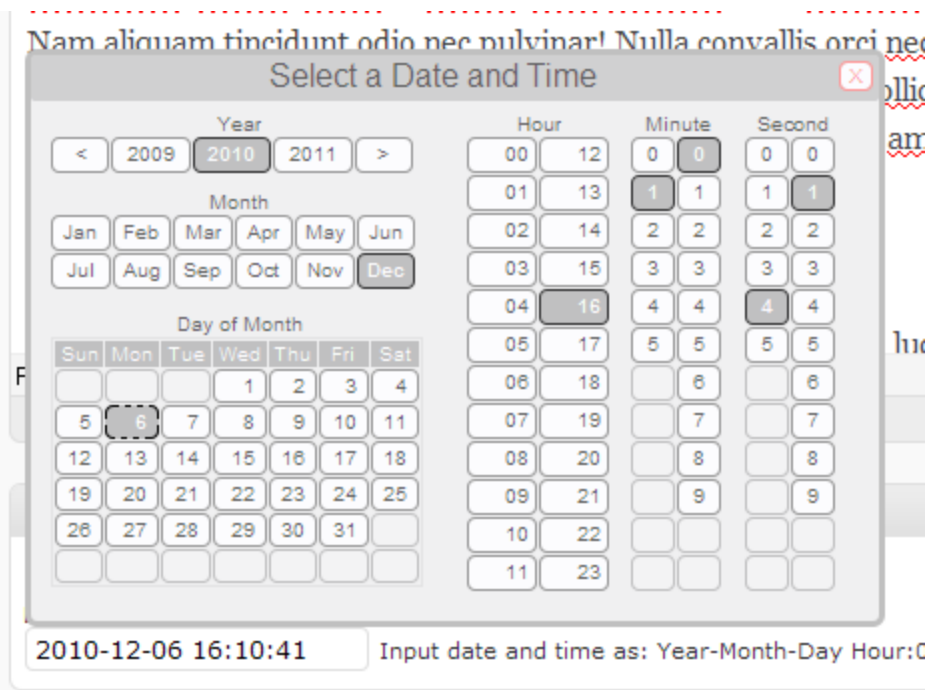 Nam aliquam tincidunt odio nec pulvinar! Nulla convallis orci nec
Select a Date and Time X
ollic
am
Year
< 2009 2010 2011 >
Month
Jan Feb Mar Apr May Jun
Jul Aug Sep Oct Nov Dec
Day of Month
Sun Mon Tue Wed Thu Fri Sat
1 2 3 4
5 6 7 8 9 10 11
12 13 14 15 16 17 18
19 20 21 22 23 24 25
26 27 28 29 30 31
Hour Minute Second
00 12 0 0 0 0
01 13 1 1 1 1
02 14 2 2 2 2
03 15 3 3 3 3
04 16 4 4 4 4
05 17 5 5 5 5
06 18 6 6
07 19 7 7
08 20 8 8
09 21 9 9
10 22
11 23
2010-12-06 16:10:41 Input date and time as: Year-Month-Day Hour: